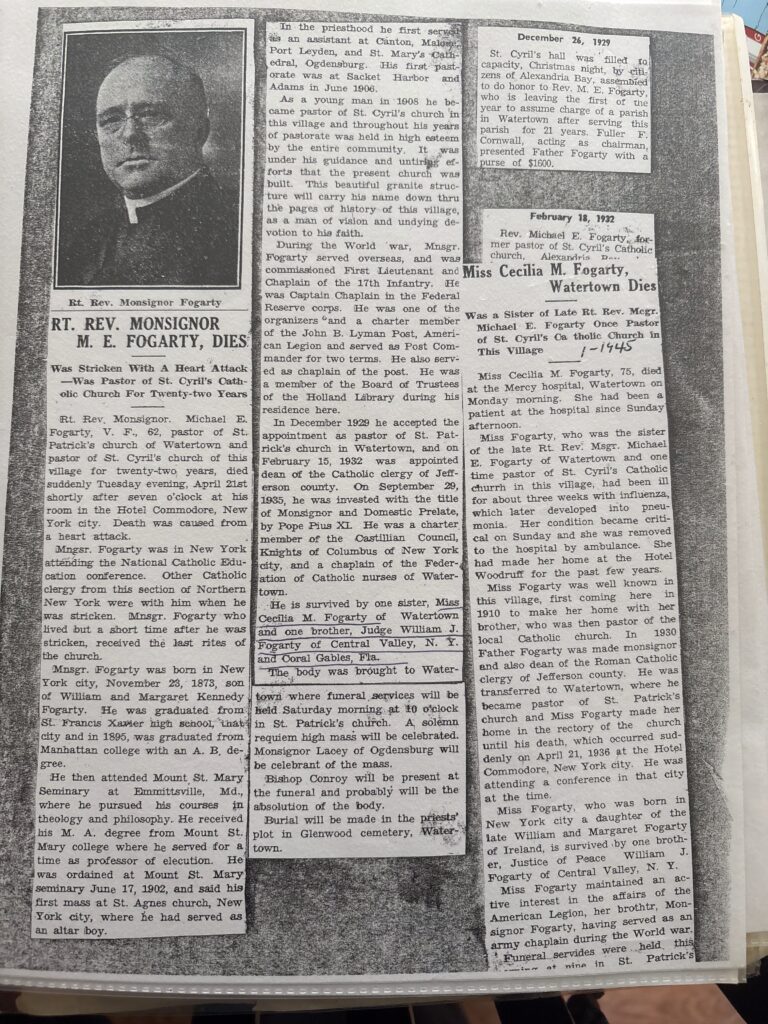 Rt. Rev. Monsignor Fogarty
RT. REV. MONSIGNOR
M. E. FOGARTY, DIES
Was Stricken With A Heart Attack
—Was Pastor of St. Cyril's Cath-
olic Church For Twenty-two Years
Rt. Rev. Monsignor. Michael E.
Fogarty, V. F., 62, pastor of St.
Patrick's church of Watertown and
pastor of St. Cyril's church of this
village for twenty-two years, died
suddenly Tuesday evening, April 21st
shortly after seven o'clock at his
room in the Hotel Commodore, New
York city. Death was caused from
a heart attack.
Mngsr. Fogarty was in New York
attending the National Catholic Edu-
cation conference. Other Catholic
clergy from this section of Northern
New York were with him when he
was stricken. Mnsgr. Fogarty who
lived but a short time after he was
stricken, received the last rites of
the church.
Mnsgr. Fogarty was born in New
York city, November 23, 1873, son
of William and Margaret Kennedy
Fogarty. He was graduated from
St. Francis Xavier high school, that
city and in 1895, was graduated from
Manhattan college with an A. B. de-
gree.
He then attended Mount St. Mary
Seminary at Emmittsville, Md.,
where he pursued his courses in
theology and philosophy. He received
his M. A. degree from Mount St.
Mary college where he served for a
time as professor of elecution. He
was ordained at Mount St. Mary
seminary June 17, 1902, and said his
first mass at St. Agnes church, New
York city, where he had served as
an altar boy.
In the priesthood he first served
as an assistant at Canton, Malone,
Port Leyden, and St. Mary's Cath-
edral, Ogdensburg. His first past-
orate was at Sacket Harbor and
Adams in June 1906.
As a young man in 1908 he be-
came pastor of St. Cyril's church in
this village and throughout his years
of pastorate was held in high esteem
by the entire community. It was
under his guidance and untiring ef-
forts that the present church was
built. This beautiful granite struc-
ture will carry his name down thru
the pages of history of this village,
as a man of vision and undying de-
votion to his faith.
During the World war, Mnsgr.
Fogarty served overseas, and was
commissioned First Lieutenant and
Chaplain of the 17th Infantry. He
was Captain Chaplain in the Federal
Reserve corps. He was one of the
organizers and a charter member
of the John B. Lyman Post, Ameri-
can Legion and served as Post Com-
mander for two terms. He also serv-
ed as chaplain of the post. He was
a member of the Board of Trustees
of the Holland Library during his
residence here.
In December 1929 he accepted the
appointment as pastor of St. Pat-
rick's church in Watertown, and on
February 15, 1932 was appointed
dean of the Catholic clergy of Jeff-
erson county. On September 29,
1935, he was invested with the title
of Monsignor and Domestic Prelate,
by Pope Pius XI. He was a charter
member of the Castillian Council,
Knights of Columbus of New York
city, and a chaplain of the Feder-
ation of Catholic nurses of Water-
town.
He is survived by one sister, Miss
Cecilia M. Fogarty of Watertown
and one brother, Judge William J.
Fogarty of Central Valley, N. Y.
and Coral Gables, Fla.
The body was brought to Water-
town where funeral services will be
held Saturday morning at 10 o'clock
in St. Patrick's church. A solemn
requiem high mass will be celebrated.
Monsignor Lacey of Ogdensburg will
be celebrant of the mass.
Bishop Conroy will be present at
the funeral and probably will be the
absolution of the body.
Burial will be made in the priests'
plot in Glenwood cemetery, Water-
town.
December 26, 1929
St. Cyril's hall was filled to
capacity, Christmas night, by citi-
zens of Alexandria Bay, assembled
to do honor to Rev. M. E. Fogarty,
who is leaving the first of the
year to assume charge of a parish
in Watertown after serving this
parish for 21 years. Fuller F.
Cornwall, acting as chairman,
presented Father Fogarty with a
purse of $1600.
February 18, 1932
Rev. Michael E. Fogarty, for-
mer pastor of St. Cyril's Catholic
church, Alexandria
Miss Cecilia M. Fogarty,
Watertown Dies
Was a Sister of Late Rt. Rev. Mcgr.
Michael E. Fogarty Once Pastor
of St. Cyril's Ca tholic Church in
This Village
1-1945
Miss Cecilia M. Fogarty, 75, died
at the Mercy hospital, Watertown on
Monday morning. She had been a
patient at the hospital since Sunday
afternoon.
Miss Fogarty, who was the sister
of the late Rt. Rev. Msgr. Michael
E. Fogarty of Watertown and one
time pastor of St. Cyril's Catholic
churrh in this village, had been ill
for about three weeks with influenza,
which later developed into pneu-
monia. Her condition became criti-
cal on Sunday and she was removed
to the hospital by ambulance. She
had made her home at the Hotel
Woodruff for the past few years.
Miss Fogarty was well known in
this village, first coming here in
1910 to make her home with her
brother, who was then pastor of the
local Catholic church. In 1930
Father Fogarty was made monsignor
and also dean of the Roman Catholic
clergy of Jefferson county. He was
transferred to Watertown, where he
became pastor of St. Patrick's
church and Miss Fogarty made her
home in the rectory of the church
until his death, which occurred sud-
denly on April 21, 1936 at the Hotel
Commodore, New York city. He was
attending a conference in that city
at the time.
Miss Fogarty, who was born in
New York city a daughter of the
late William and Margaret Fogarty
of Ireland, is survived by one broth-
er, Justice of Peace William J.
Fogarty of Central Valley, N. Y.
Miss Fogarty maintained an ac-
tive interest in the affairs of the
American Legion, her brothtr, Mon-
signor Fogarty, having served as an
army chaplain during the World war.
Funeral servides were held this
at nine in St. Patrick's